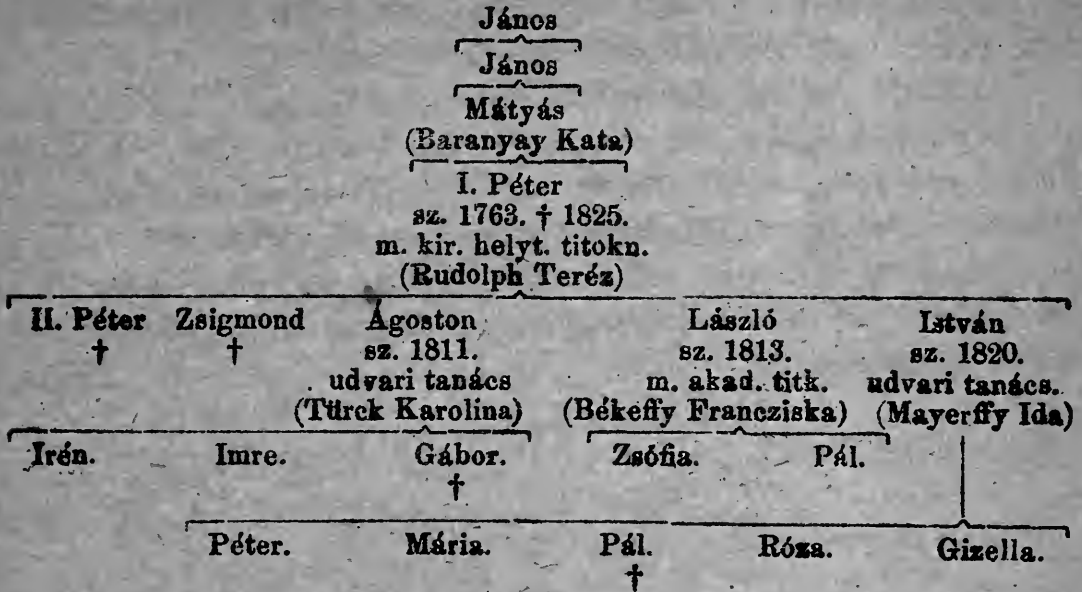 János
János
Mátyás
(Baranyay Kata)
I. Péter
sz. 1763. † 1825.
m. kir. helyt. titokn.
(Rudolph Teréz)
II. Péter Zsigmond Ágoston László István
† † sz. 1811. sz. 1813. sz. 1820.
udvari tanács m. akad. titk. udvari tanács.
(Türck Karolina) (Békeffy Francziska) (Mayerffy Ida)
Irén. Imre. Gábor. Zsófia. Pál.
†
Péter. Mária. Pál. Róza. Gizella.
†